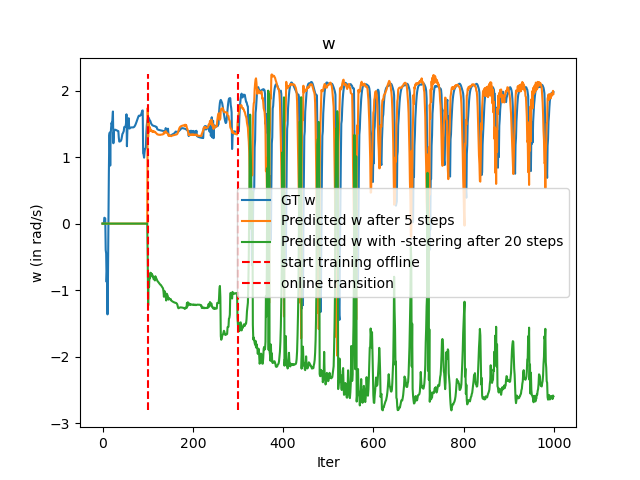 w
w (in rad/s)
2
1
0
−1
−2
−3
GT w
Predicted w after 5 steps
Predicted w with -steering after 20 steps
start training offline
online transition
0
200
400
600
800
1000
Iter